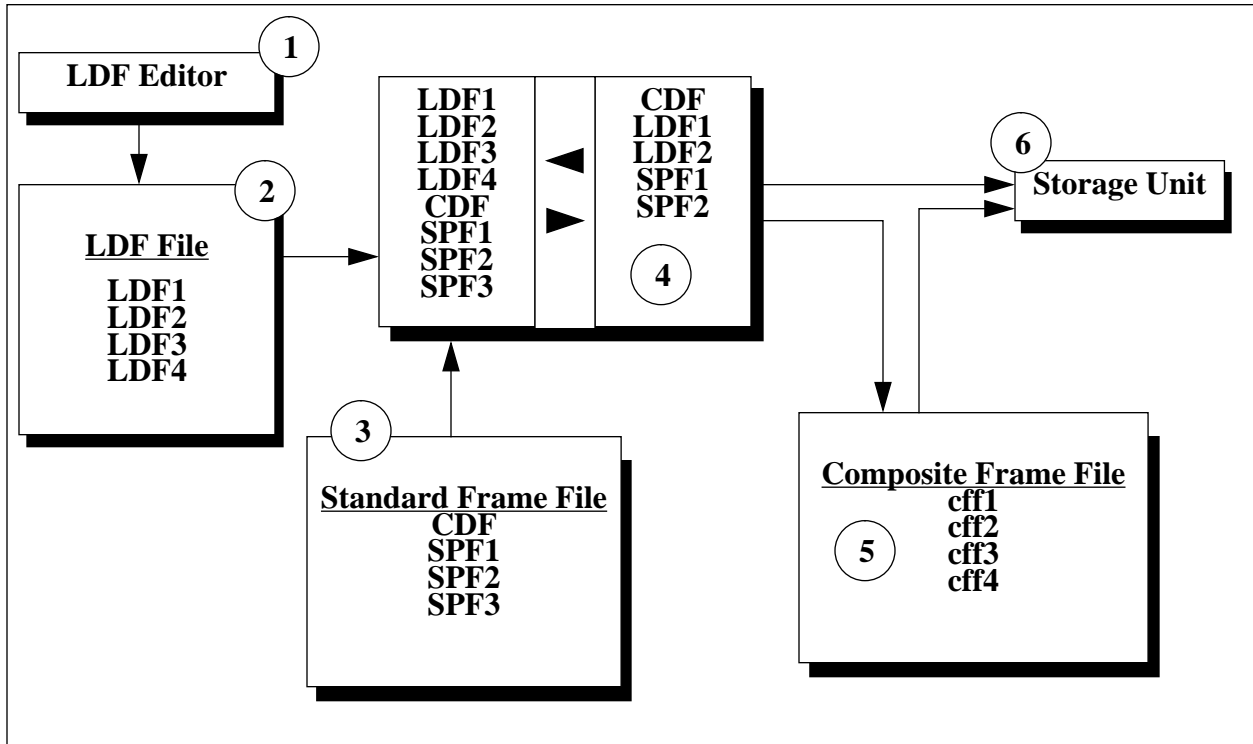 1
LDF Editor
2
LDF File
LDF1
LDF2
LDF3
LDF4
LDF1
LDF2
LDF3
LDF4
CDF
SPF1
SPF2
SPF3
CDF
LDF1
LDF2
SPF1
SPF2
4
3
Standard Frame File
CDF
SPF1
SPF2
SPF3
6
Storage Unit
Composite Frame File
cff1
cff2
cff3
cff4
5